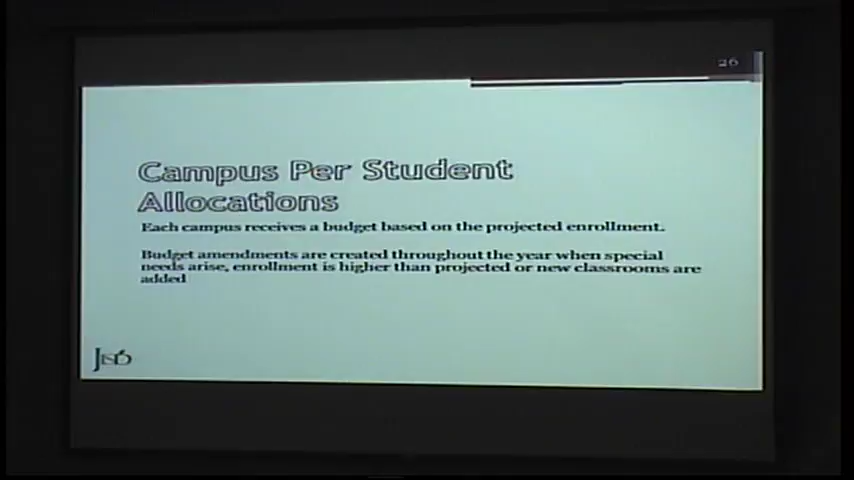 26
Campus Per Student
Allocations
Each campus receives a budget based on the projected enrollment.
Budget amendments are created throughout the year when special
needs arise, enrollment is higher than projected or new classrooms are
added
JISD